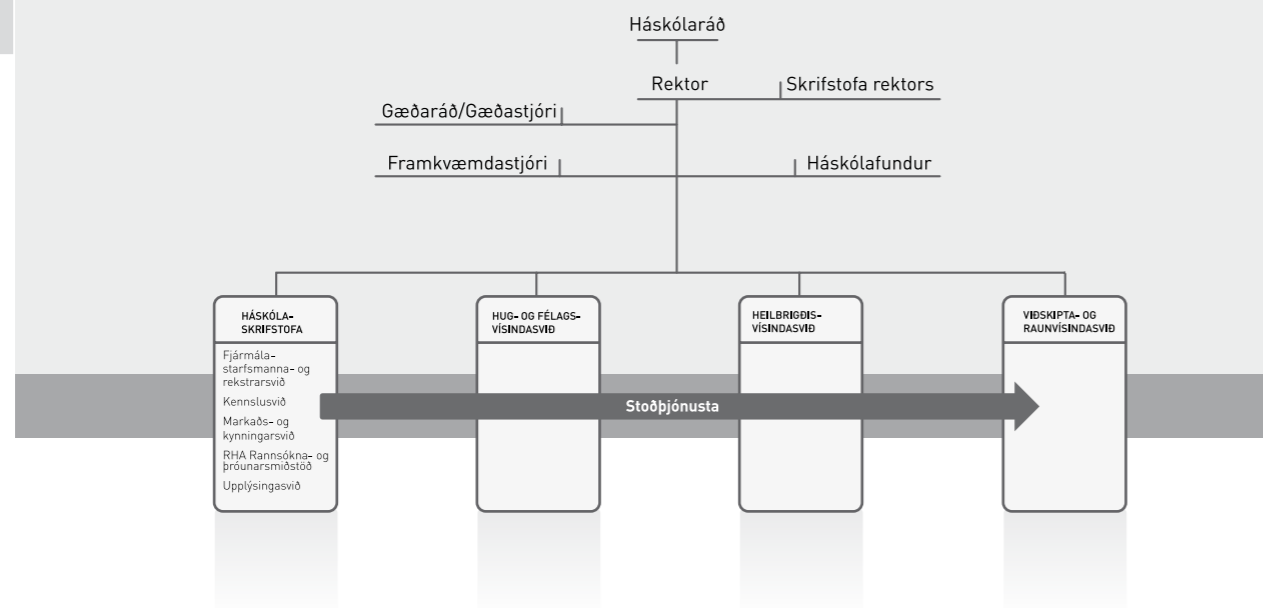 Háskólaráð
Rektor
Skrifstofa rektors
Gæðaráð/Gæðastjóri
Framkvæmdastjóri
Háskólafundur
HÁSKÓLA-
SKRIFSTOFA
Fjármála-
starfsmanna- og
rekstrarsvið
Kennslusvið
Markaðs- og
kynningarsvið
RHA Rannsókna- og
þróunarsmiðstöð
Upplýsingasvið
HUG- OG FÉLAGS-
VÍSINDASVIÐ
HEILBRIGÐIS-
VÍSINDASVIÐ
VIÐSKIPTA- OG
RAUNVÍSINDASVIÐ
Stoðþjónusta